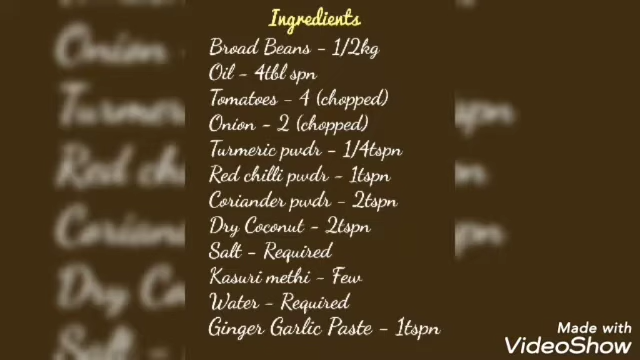 Ingredients
Broad Beans - 1/2kg
Oil - 4tbl spn
Tomatoes - 4 (chopped)
Onion - 2 (chopped)
Turmeric pwdr - 1/4tspn
Red chilli pwdr - 1tspn
Coriander pwdr - 2tspn
Dry Coconut - 2tspn
Salt - Required
Kasuri methi - Few
Water - Required
Ginger Garlic Paste - 1tspn
Made with
VideoShow